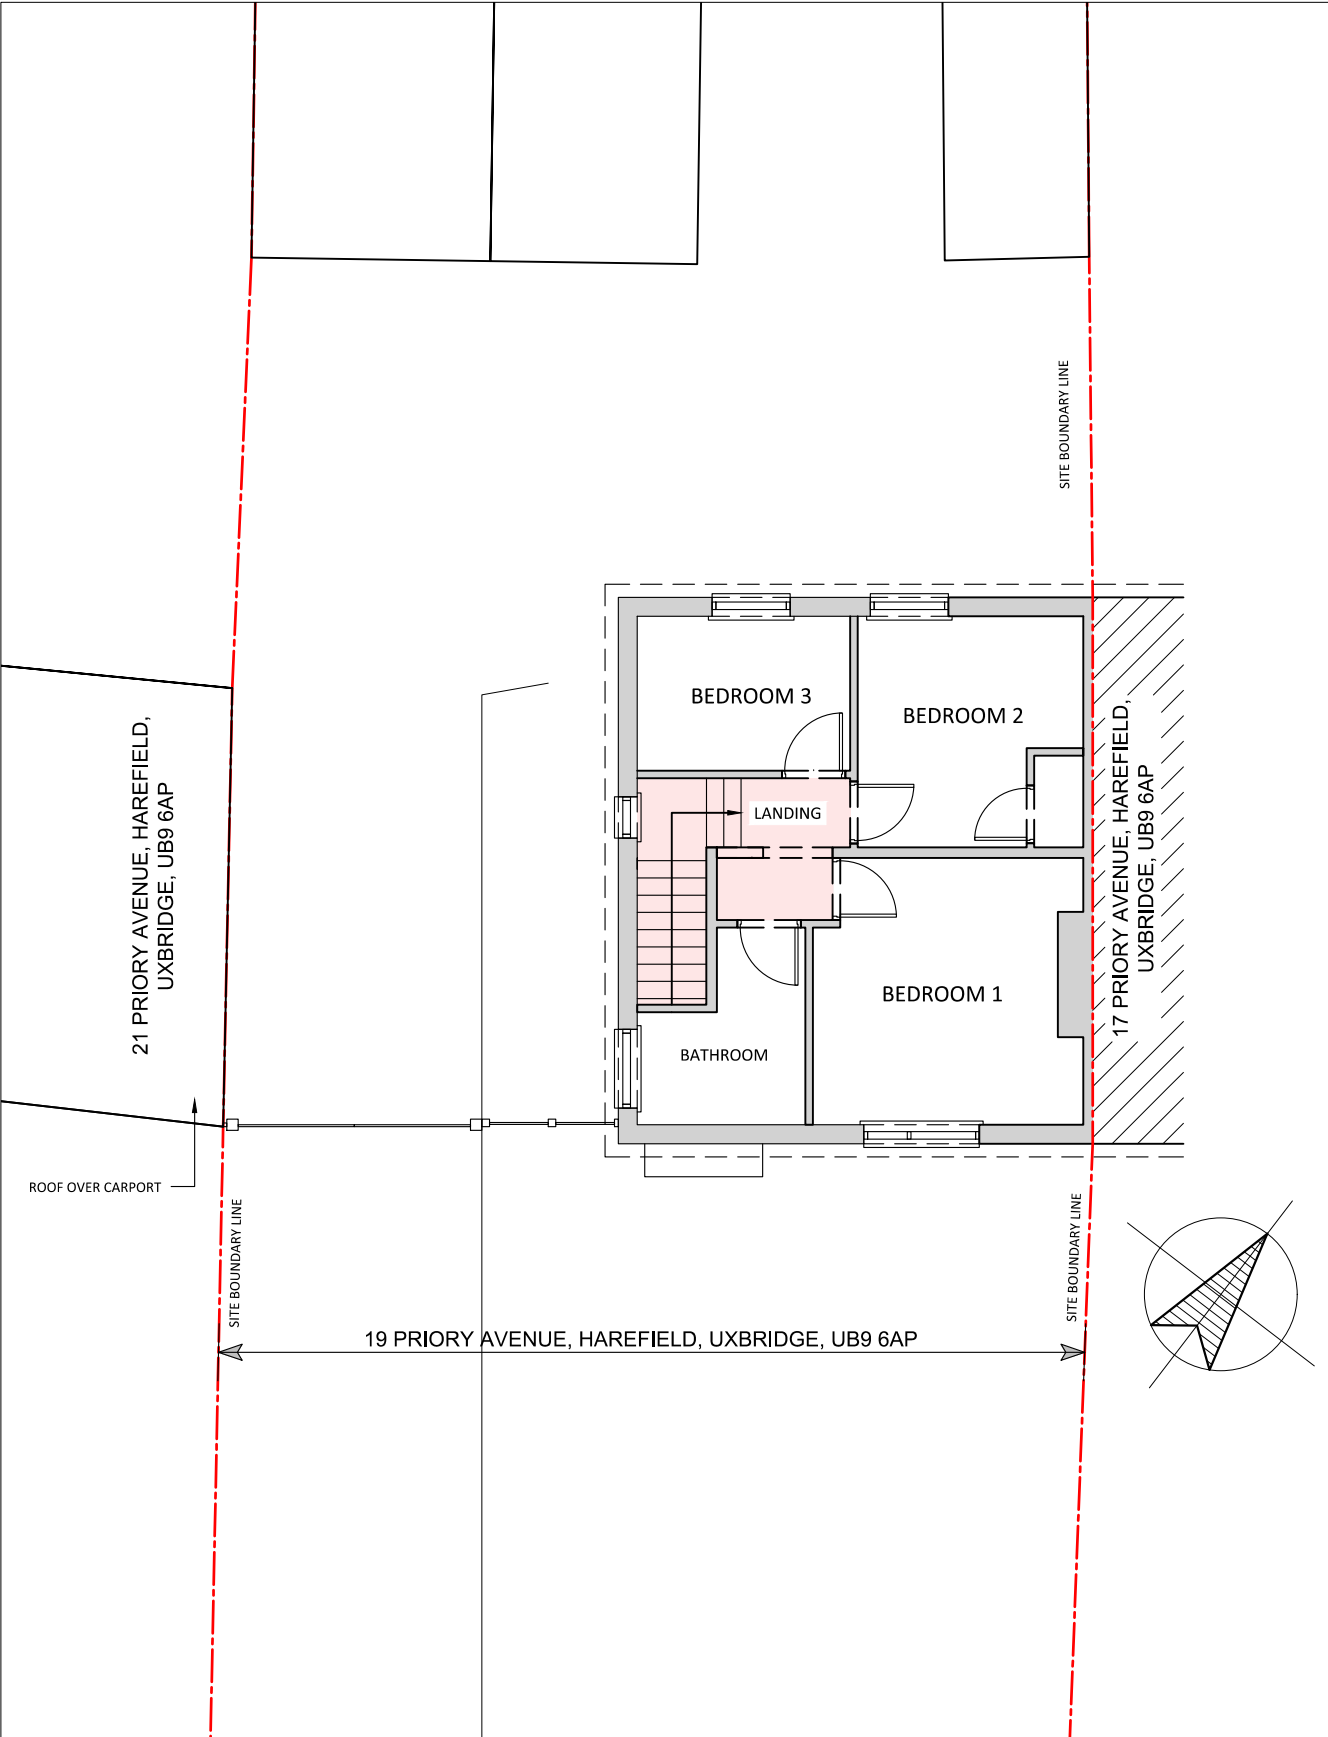 SITE BOUNDARY LINE
BEDROOM 3
BEDROOM 2
LANDING
21 PRIORY AVENUE, HAREFIELD,
UXBRIDGE, UB9 6AP
17 PRIORY AVENUE, HAREFIELD,
UXBRIDGE, UB9 6AP
BEDROOM 1
BATHROOM
ROOF OVER CARPORT
SITE BOUNDARY LINE
SITE BOUNDARY LINE
19 PRIORY AVENUE, HAREFIELD, UXBRIDGE, UB9 6AP